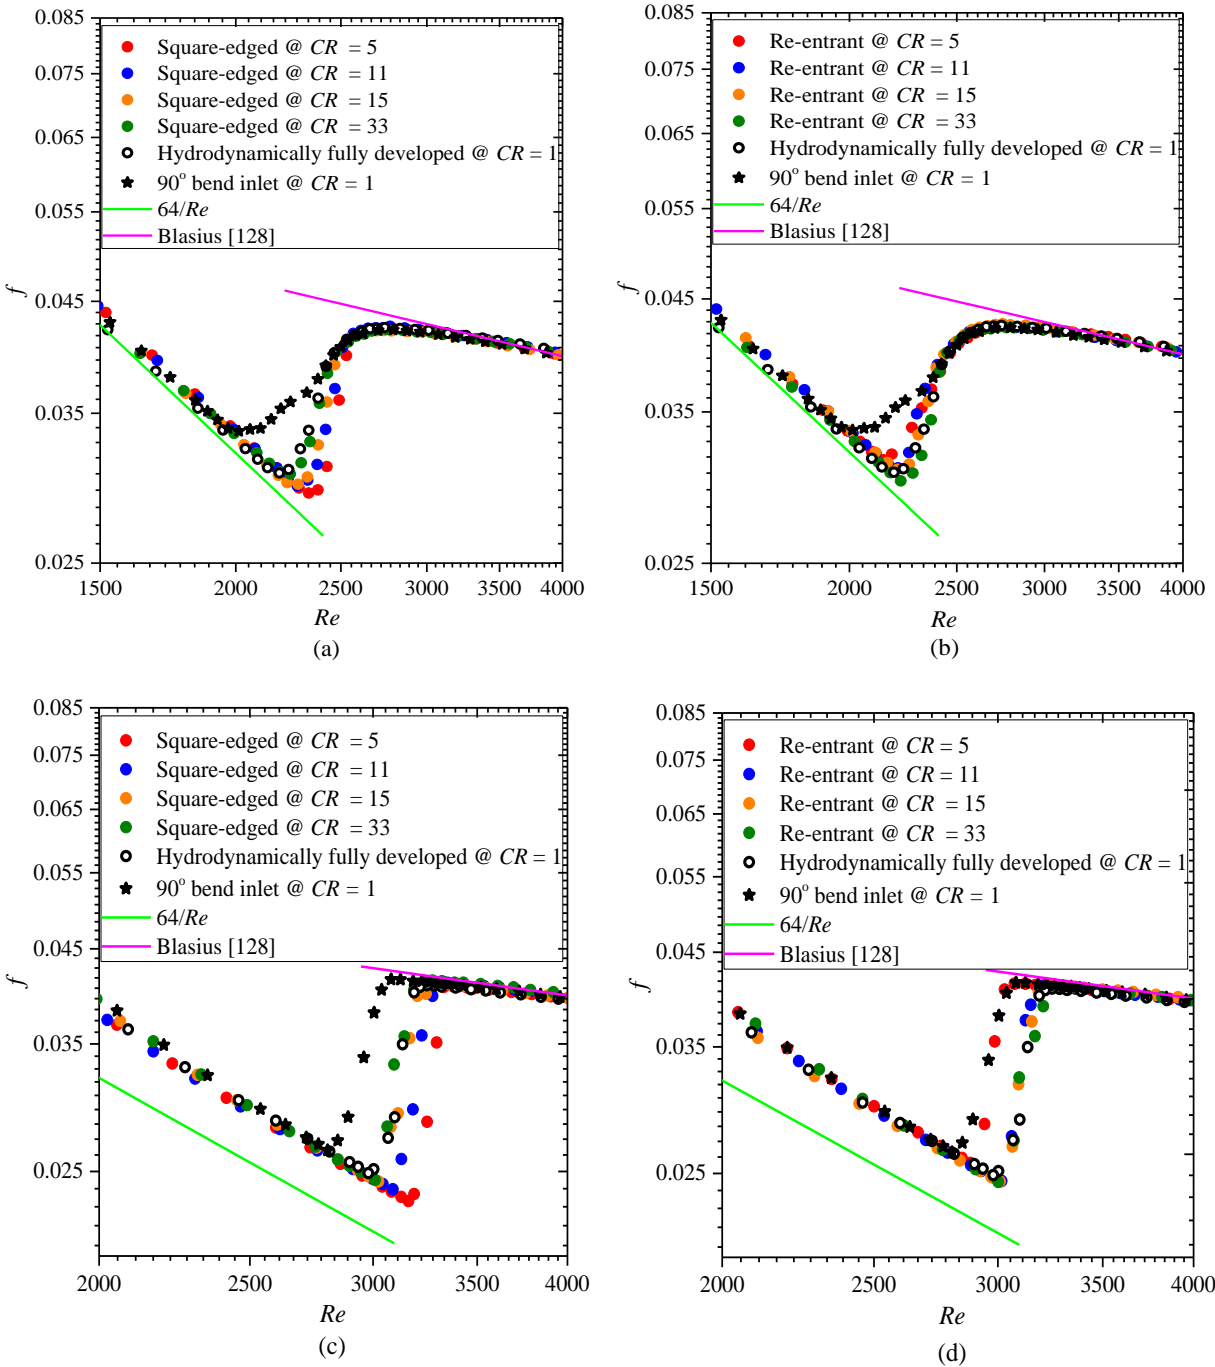 0.085
0.075
0.065
0.055
0.045
0.035
0.025
f
Square-edged @ CR = 5
Square-edged @ CR = 11
Square-edged @ CR = 15
Square-edged @ CR = 33
Hydrodynamically fully developed @ CR = 1
90° bend inlet @ CR = 1
64/Re
Blasius [128]
1500 2000 2500 3000 3500 4000
Re
(a)
0.085
0.075
0.065
0.055
0.045
0.035
0.025
f
Re-entrant @ CR = 5
Re-entrant @ CR = 11
Re-entrant @ CR = 15
Re-entrant @ CR = 33
Hydrodynamically fully developed @ CR = 1
90° bend inlet @ CR = 1
64/Re
Blasius [128]
1500 2000 2500 3000 3500 4000
Re
(b)
0.085
0.075
0.065
0.055
0.045
0.035
0.025
f
Square-edged @ CR = 5
Square-edged @ CR = 11
Square-edged @ CR = 15
Square-edged @ CR = 33
Hydrodynamically fully developed @ CR = 1
90° bend inlet @ CR = 1
64/Re
Blasius [128]
2000 2500 3000 3500 4000
Re
(c)
0.085
0.075
0.065
0.055
0.045
0.035
0.025
f
Re-entrant @ CR = 5
Re-entrant @ CR = 11
Re-entrant @ CR = 15
Re-entrant @ CR = 33
Hydrodynamically fully developed @ CR = 1
90° bend inlet @ CR = 1
64/Re
Blasius [128]
2000 2500 3000 3500 4000
Re
(d)